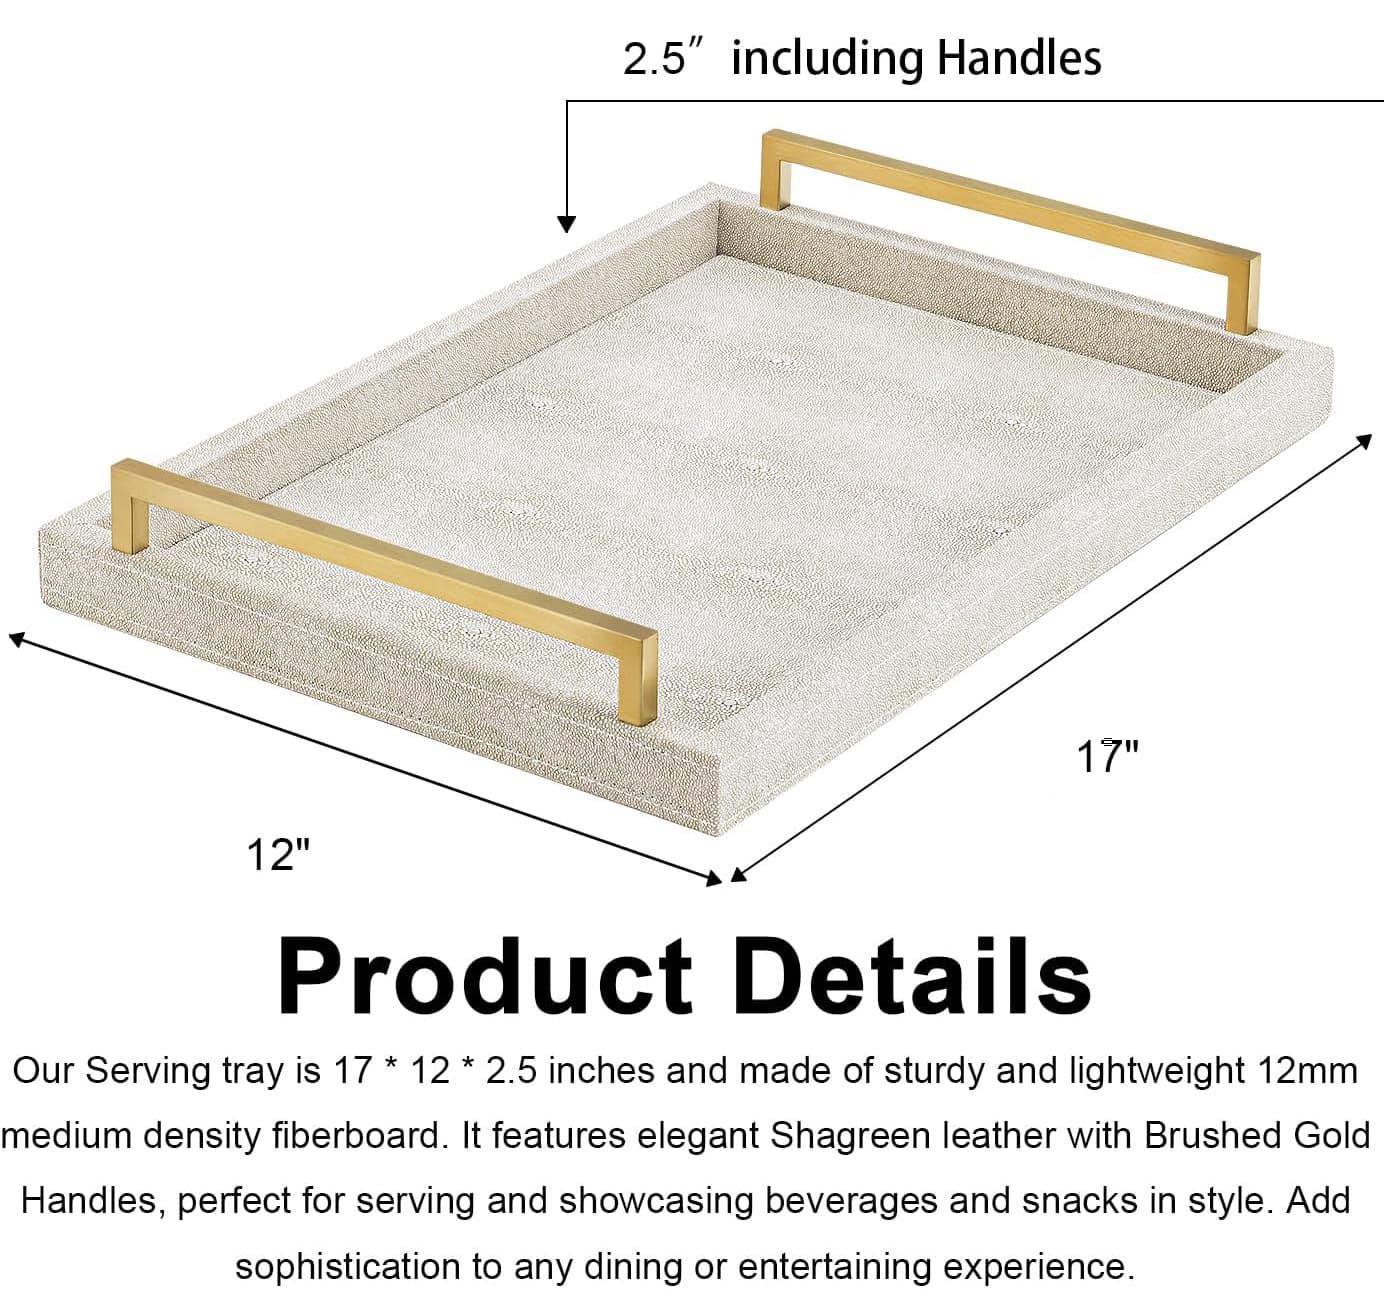 2.5″ including Handles
17"
12"
Product Details
Our Serving tray is 17 * 12 * 2.5 inches and made of sturdy and lightweight 12mm
medium density fiberboard. It features elegant Shagreen leather with Brushed Gold
Handles, perfect for serving and showcasing beverages and snacks in style. Add
sophistication to any dining or entertaining experience.